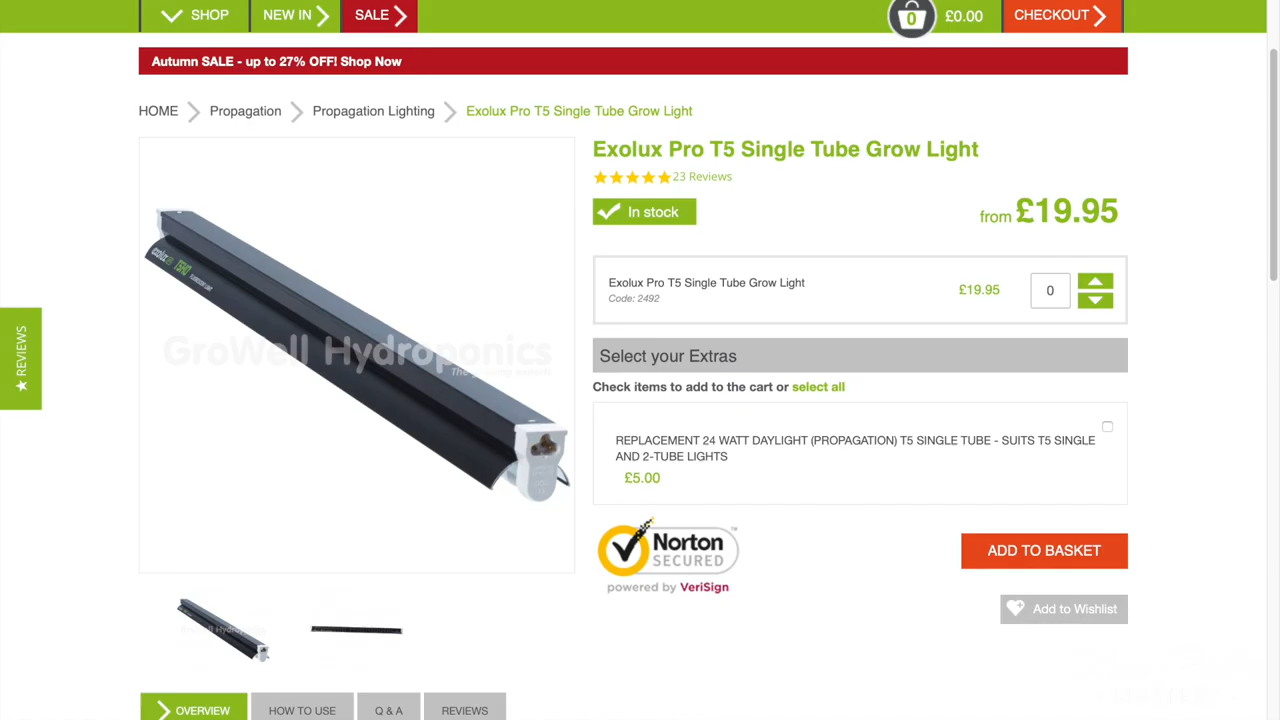 SHOP
NEW IN
SALE
0
£0.00
CHECKOUT
Autumn SALE - up to 27% OFF! Shop Now
HOME
Propagation
Propagation Lighting
Exolux Pro T5 Single Tube Grow Light
Exolux Pro T5 Single Tube Grow Light
23 Reviews
In stock
from £19.95
Exolux Pro T5 Single Tube Grow Light
Code: 2492
£19.95
0
Select your Extras
Check items to add to the cart or select all
REPLACEMENT 24 WATT DAYLIGHT (PROPAGATION) T5 SINGLE TUBE - SUITS T5 SINGLE
AND 2-TUBE LIGHTS
£5.00
Norton
SECURED
powered by VeriSign
ADD TO BASKET
Add to Wishlist
★ REVIEWS
exolux
T5HO
GroWell Hydroponics
OVERVIEW
HOW TO USE
Q & A
REVIEWS